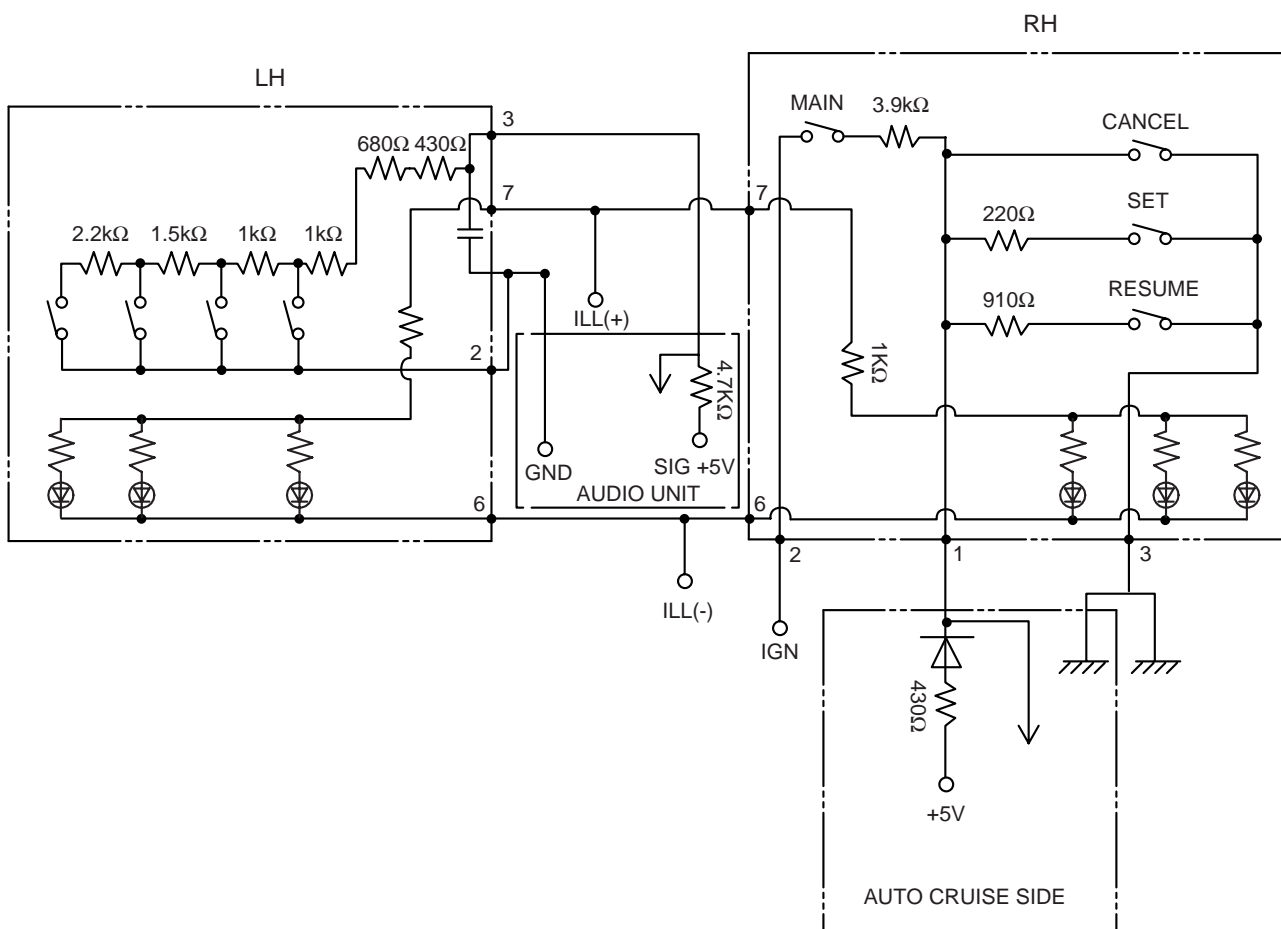 RH
LH
MAIN
3.9kΩ
CANCEL
3
680Ω 430Ω
7
7
SET
2.2kΩ
1.5kΩ
1kΩ
1kΩ
220Ω
RESUME
910Ω
ILL(+)
2
4.7KΩ
1KΩ
GND
SIG +5V
AUDIO UNIT
6
6
2
1
3
ILL(-)
IGN
430Ω
+5V
AUTO CRUISE SIDE